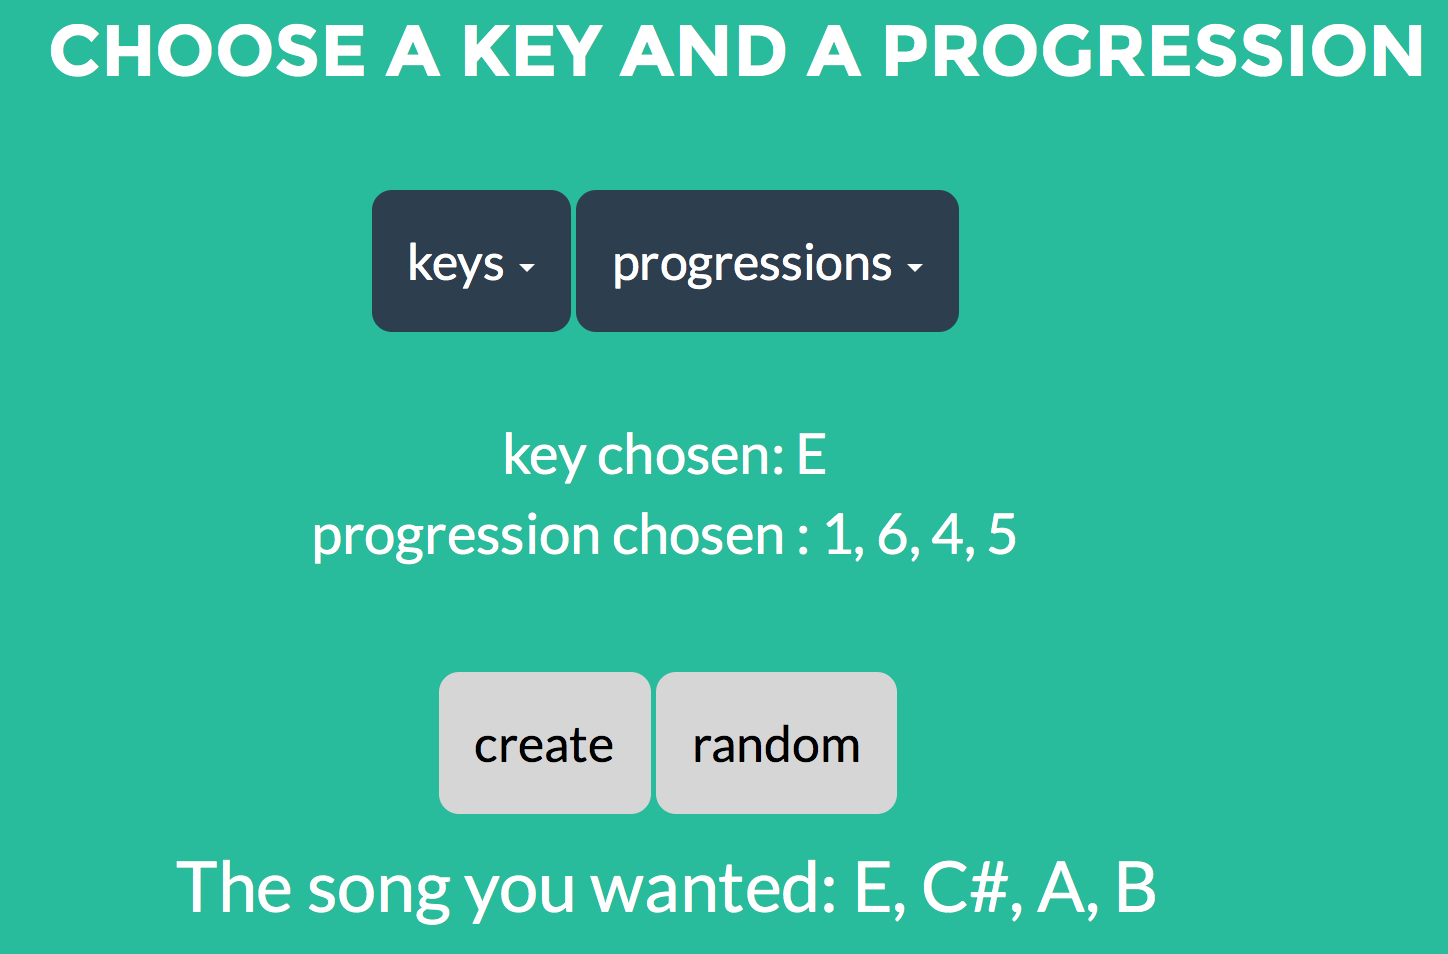 CHOOSE A KEY AND A PROGRESSION
keys progressions
key chosen: E
progression chosen : 1, 6, 4, 5
create random
The song you wanted: E, C#, A, B